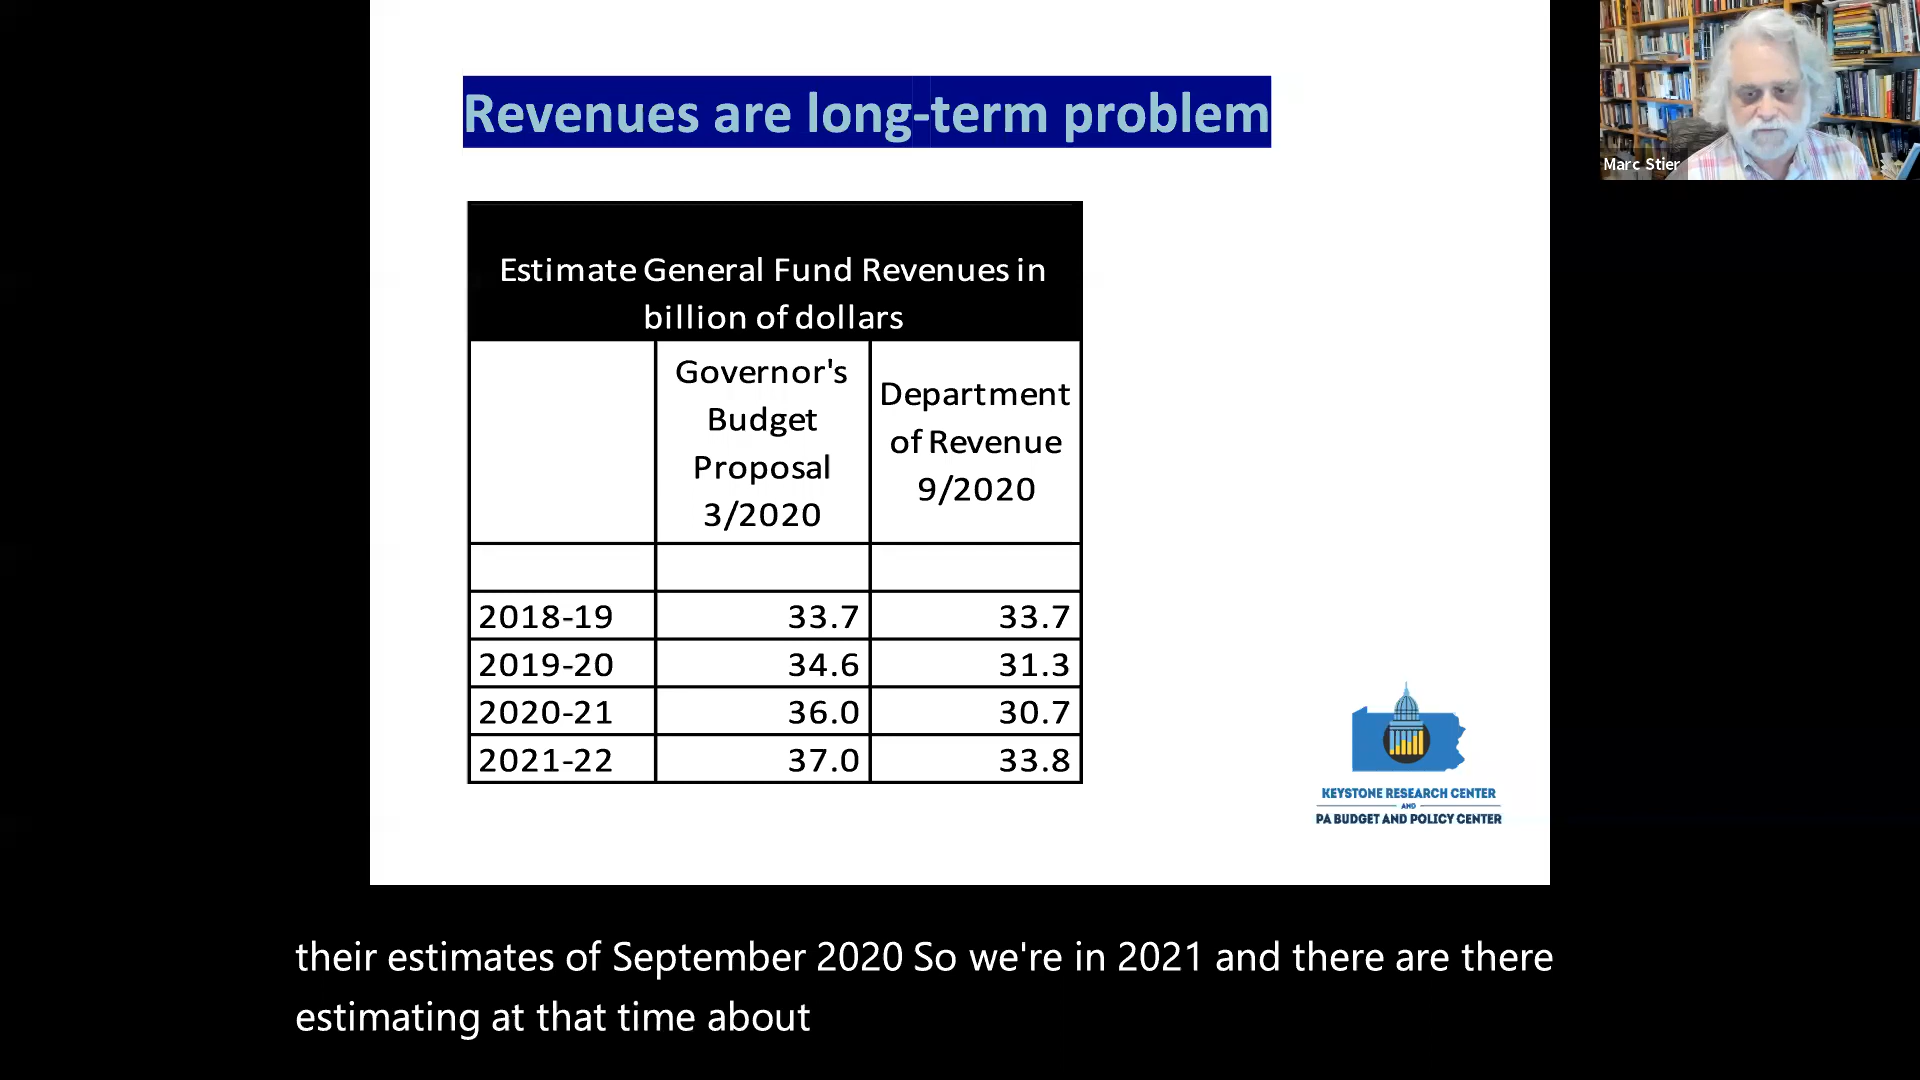 Revenues are long-term problem
Marc Stier
Estimate General Fund Revenues in
billion of dollars
Governor's
Budget
Proposal
3/2020
Department
of Revenue
9/2020
2018-19 33.7 33.7
2019-20 34.6 31.3
2020-21 36.0 30.7
2021-22 37.0 33.8
KEYSTONE RESEARCH CENTER
AND
PA BUDGET AND POLICY CENTER
their estimates of September 2020 So we're in 2021 and there are there
estimating at that time about